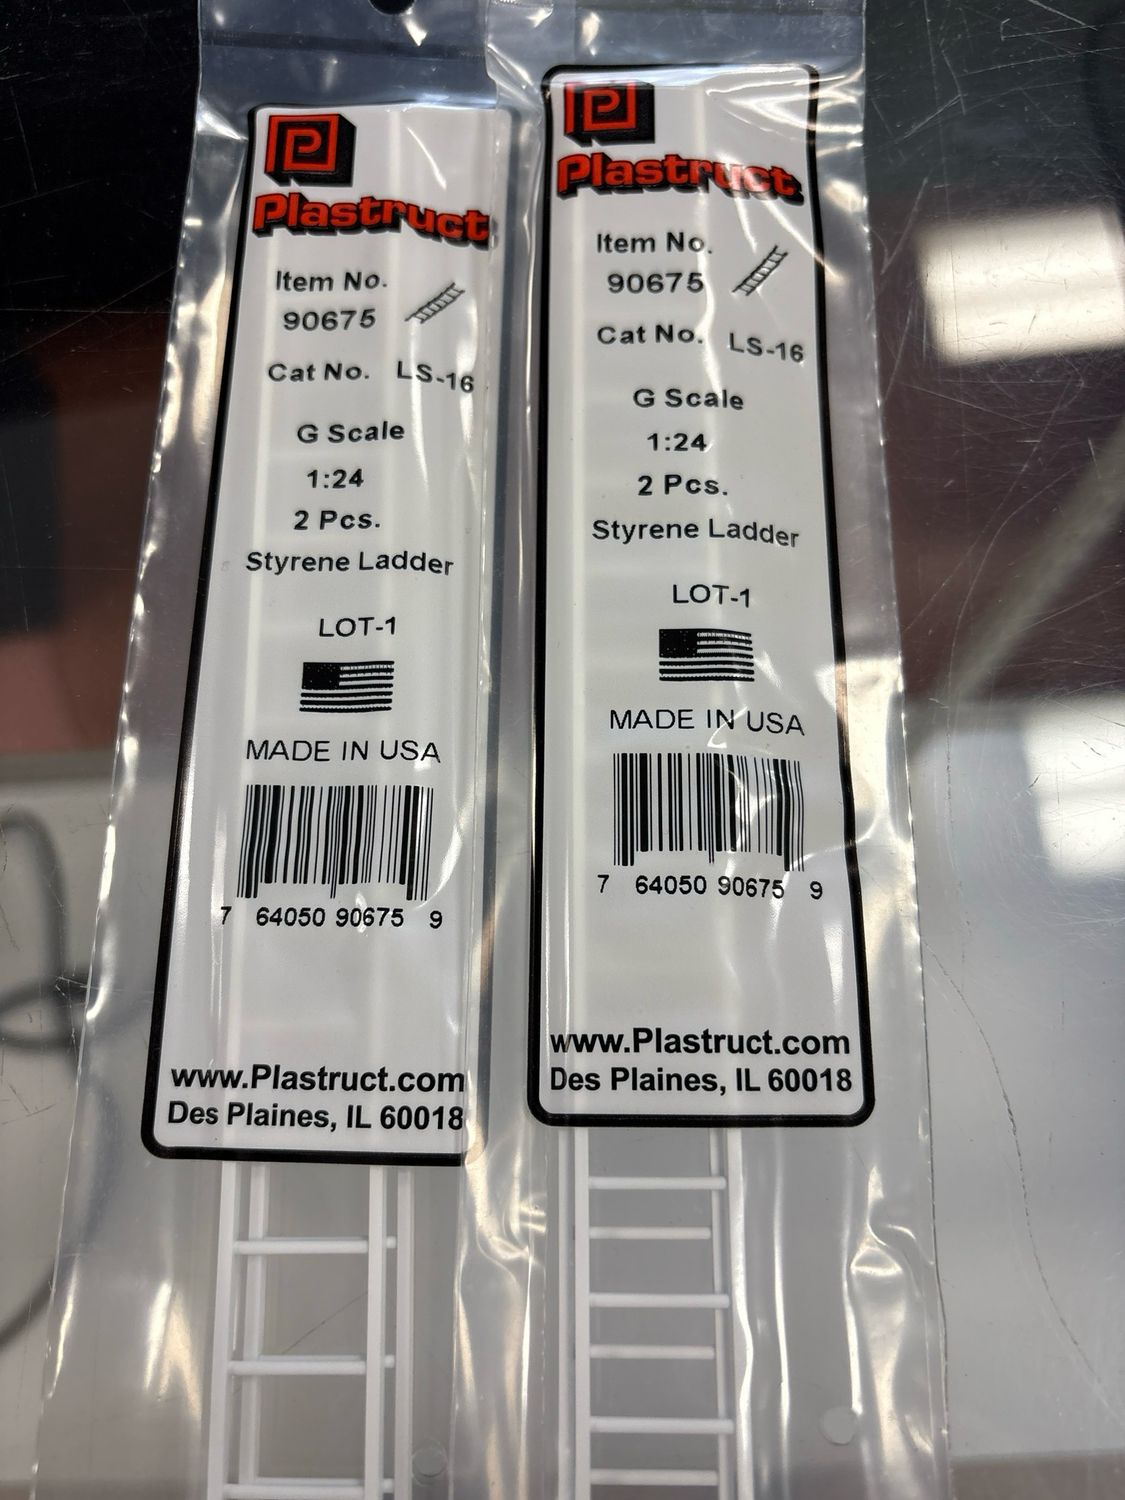 P
Plastruct
Item No.
90675
Cat No. LS-16
G Scale
1:24
2 Pcs.
Styrene Ladder
LOT-1
MADE IN USA
7 64050 90675 9
www.Plastruct.com
Des Plaines, IL 60018
P
Plastruct
Item No.
90675
Cat No. LS-16
G Scale
1:24
2 Pcs.
Styrene Ladder
LOT-1
MADE IN USA
7 64050 90675 9
www.Plastruct.com
Des Plaines, IL 60018